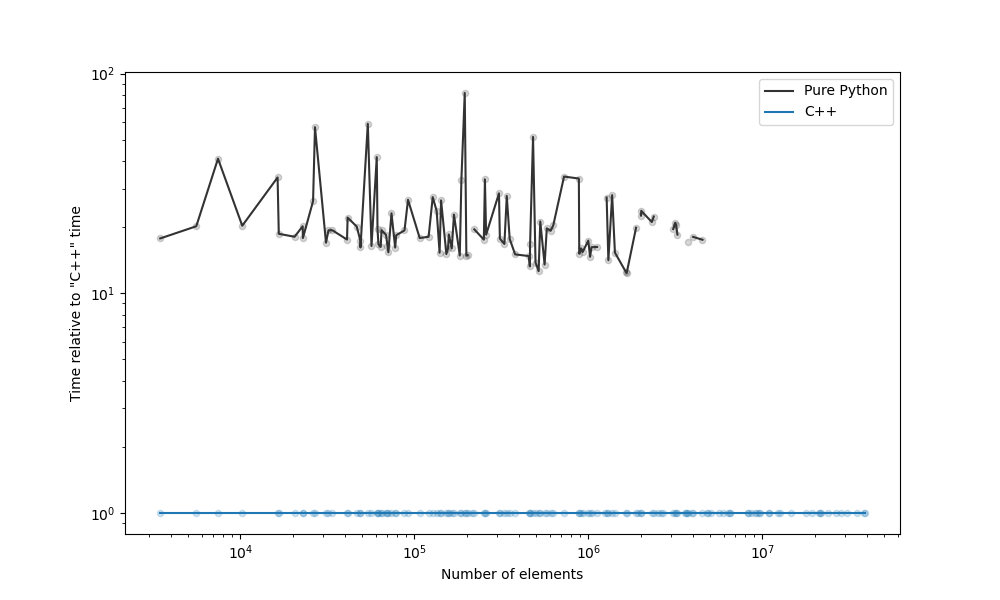 10²
10¹
10⁰
Time relative to "C++" time
Pure Python
C++
10⁴
10⁵
10⁶
10⁷
Number of elements